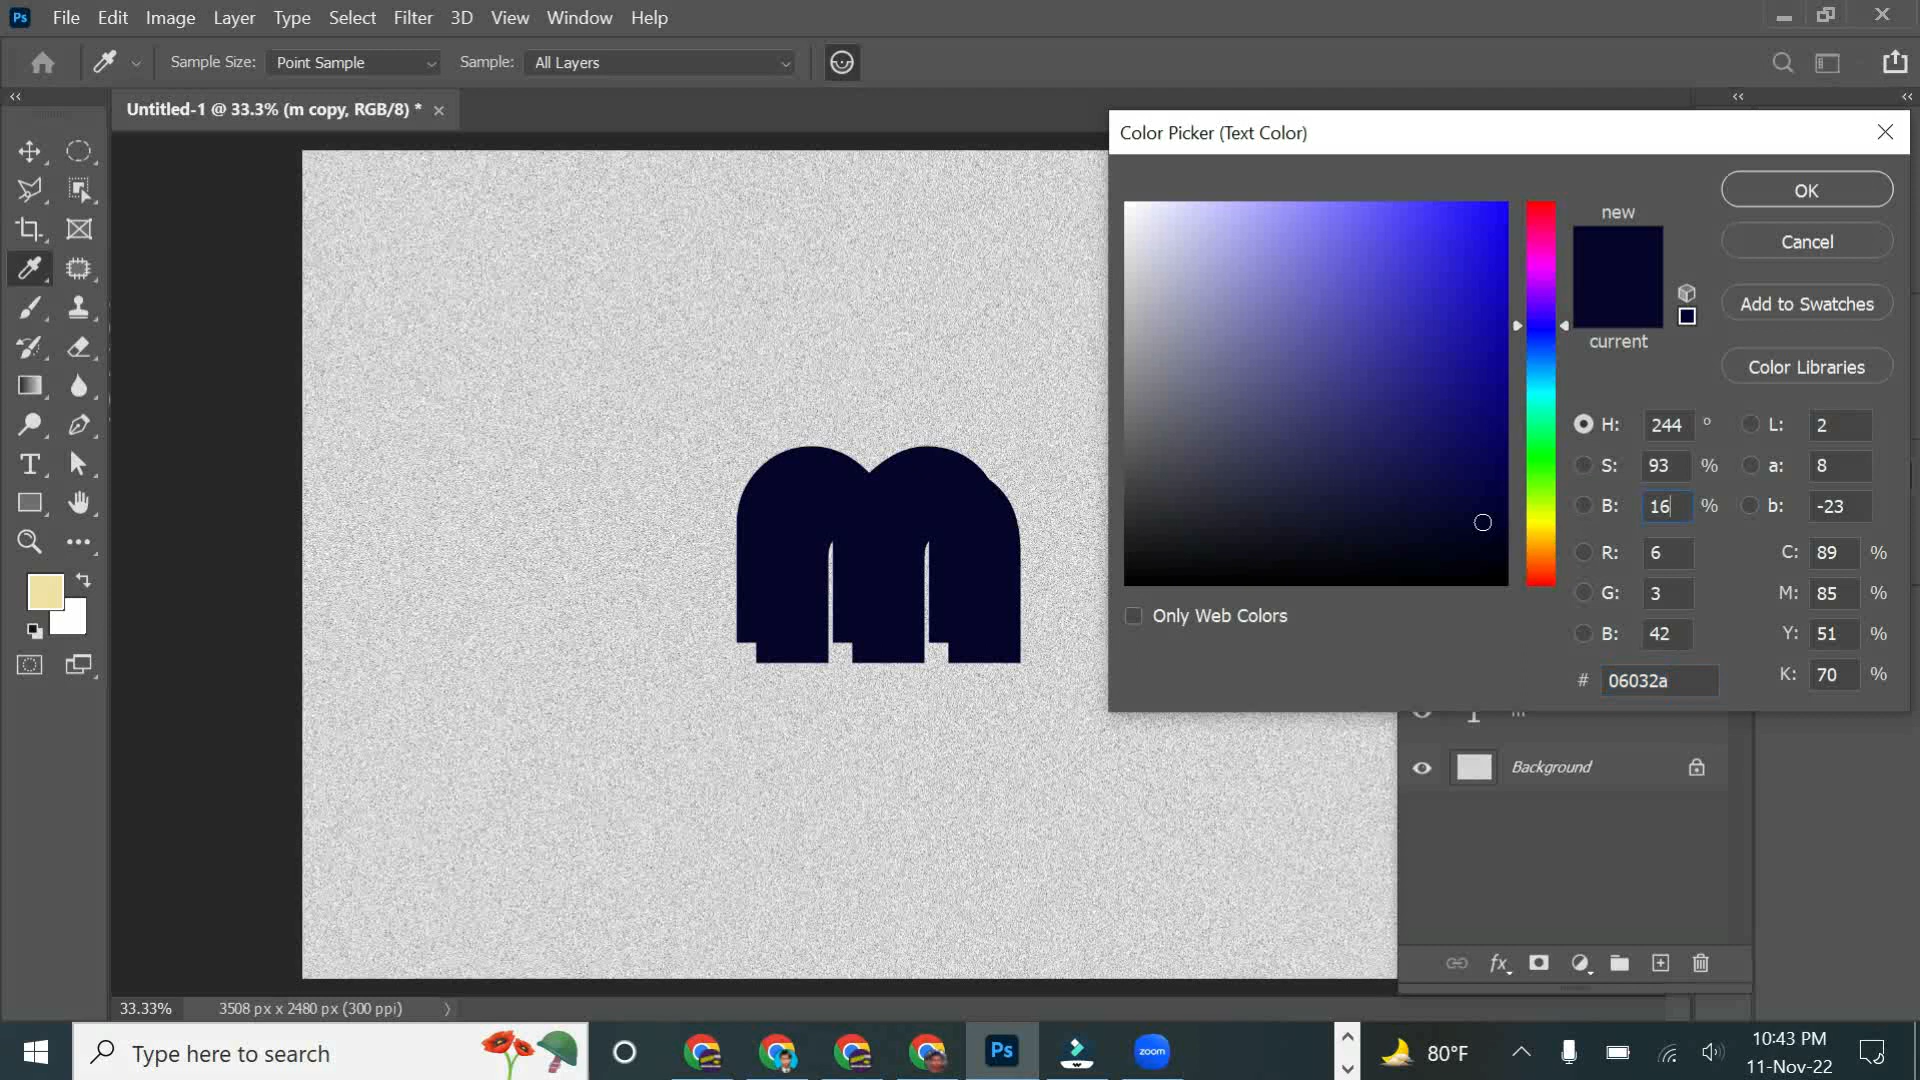 Ps File Edit Image Layer Type Select Filter 3D View Window Help
Sample Size: Point Sample Sample: All Layers
Untitled-1 @ 33.3% (m copy, RGB/8) *
Color Picker (Text Color)
OK
new
Cancel
Add to Swatches
current
Color Libraries
H: 244 ° L: 2
S: 93 % a: 8
B: 16 % b: -23
R: 6 C: 89 %
G: 3 M: 85 %
B: 42 Y: 51 %
# 06032a K: 70 %
Only Web Colors
m
Background
fx
33.33% 3508 px x 2480 px (300 ppi)
Type here to search
Ps
zoom
80°F
10:43 PM
11-Nov-22